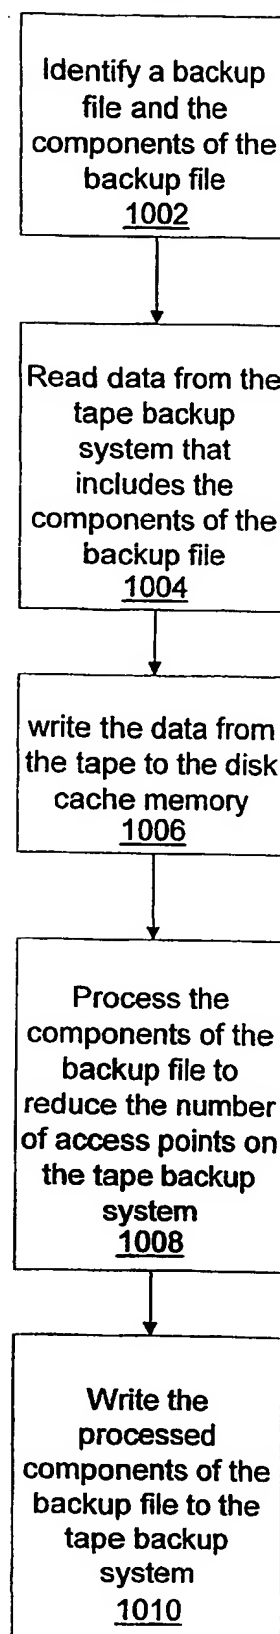 Identify a backup
file and the
components of the
backup file
1002
Read data from the
tape backup
system that
includes the
components of the
backup file
1004
write the data from
the tape to the disk
cache memory
1006
Process the
components of the
backup file to
reduce the number
of access points on
the tape backup
system
1008
Write the
processed
components of the
backup file to the
tape backup
system
1010